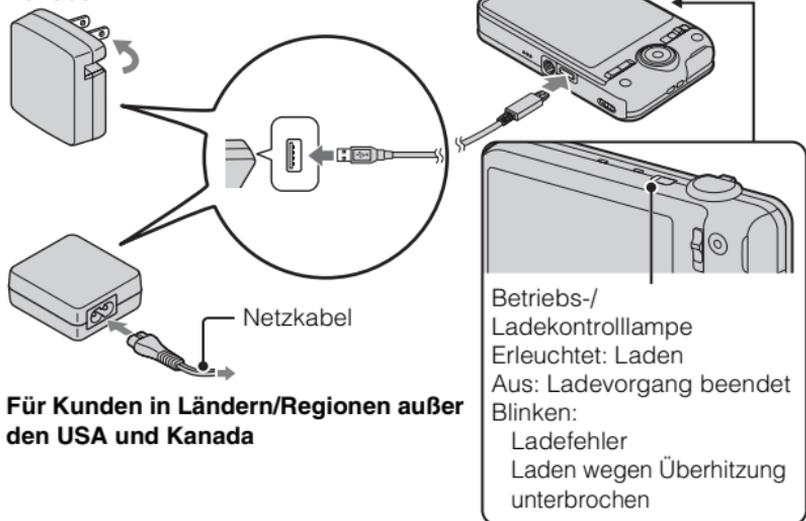 Netzkabel
Für Kunden in Ländern/Regionen außer
den USA und Kanada
Betriebs-/
Ladekontrolllampe
Erleuchtet: Laden
Aus: Ladevorgang beendet
Blinken:
Ladefehler
Laden wegen Überhitzung
unterbrochen